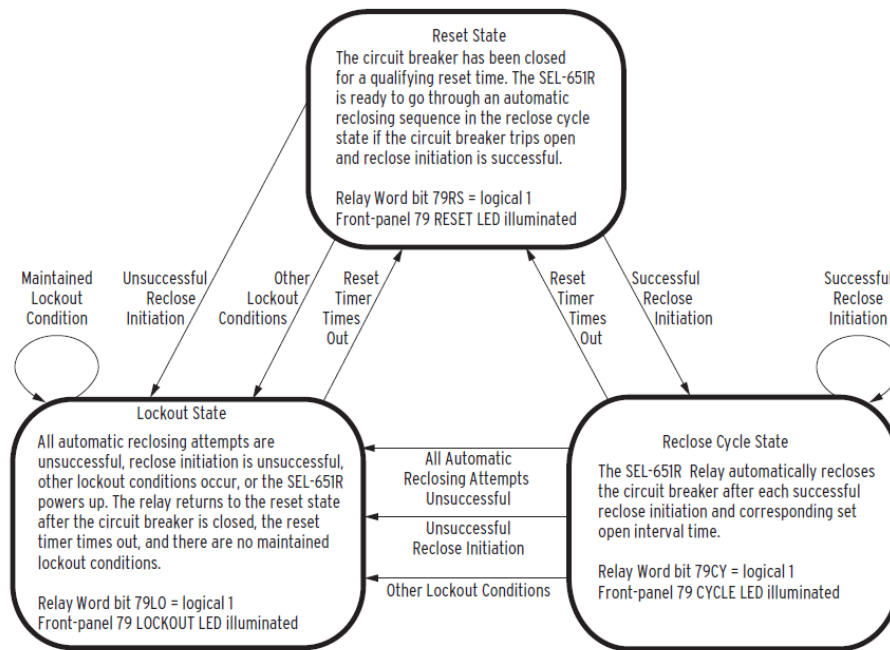 Reset State
The circuit breaker has been closed
for a qualifying reset time. The SEL-651R
is ready to go through an automatic
reclosing sequence in the reclose cycle
state if the circuit breaker trips open
and reclose initiation is successful.
Relay Word bit 79RS = logical 1
Front-panel 79 RESET LED illuminated
Maintained
Lockout
Condition
Unsuccessful
Reclose
Initiation
Other
Lockout
Conditions
Reset
Timer
Times
Out
Reset
Timer
Times
Out
Successful
Reclose
Initiation
Successful
Reclose
Initiation
Lockout State
All automatic reclosing attempts are
unsuccessful, reclose initiation is unsuccessful,
other lockout conditions occur, or the SEL-651R
powers up. The relay returns to the reset state
after the circuit breaker is closed, the reset
timer times out, and there are no maintained
lockout conditions.
Relay Word bit 79LO = logical 1
Front-panel 79 LOCKOUT LED illuminated
All Automatic
Reclosing Attempts
Unsuccessful
Unsuccessful
Reclose Initiation
Other Lockout Conditions
Reclose Cycle State
The SEL-651R Relay automatically recloses
the circuit breaker after each successful
reclose initiation and corresponding set
open interval time.
Relay Word bit 79CY = logical 1
Front-panel 79 CYCLE LED illuminated